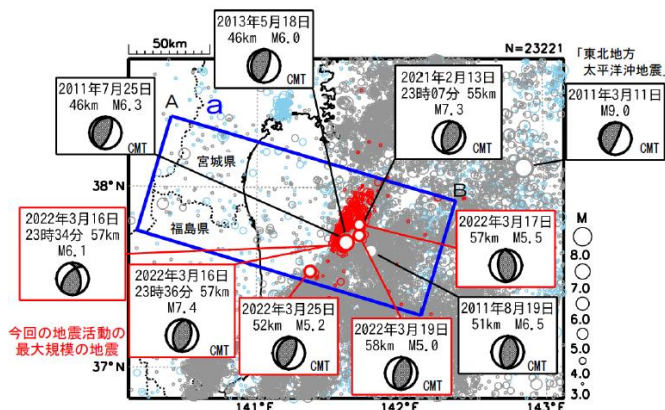 50km
N=23221
2013年5月18日
46km M6.0
CMT
2011年7月25日
46km M6.3
CMT
A
a
2021年2月13日
23時07分 55km
M7.3
CMT
「東北地方
太平洋沖地震」
2011年3月11日
M9.0
CMT
宮城県
B
38°N
福島県
2022年3月16日
23時34分 57km
M6.1
CMT
2022年3月17日
57km M5.5
CMT
2022年3月16日
23時36分 57km
M7.4
CMT
今回の地震活動の
最大規模の地震
2022年3月25日
52km M5.2
CMT
2022年3月19日
58km M5.0
CMT
2011年8月19日
51km M6.5
CMT
M
8.0
7.0
6.0
5.0
4.0
3.0
37°N
141°E
142°E
143°E